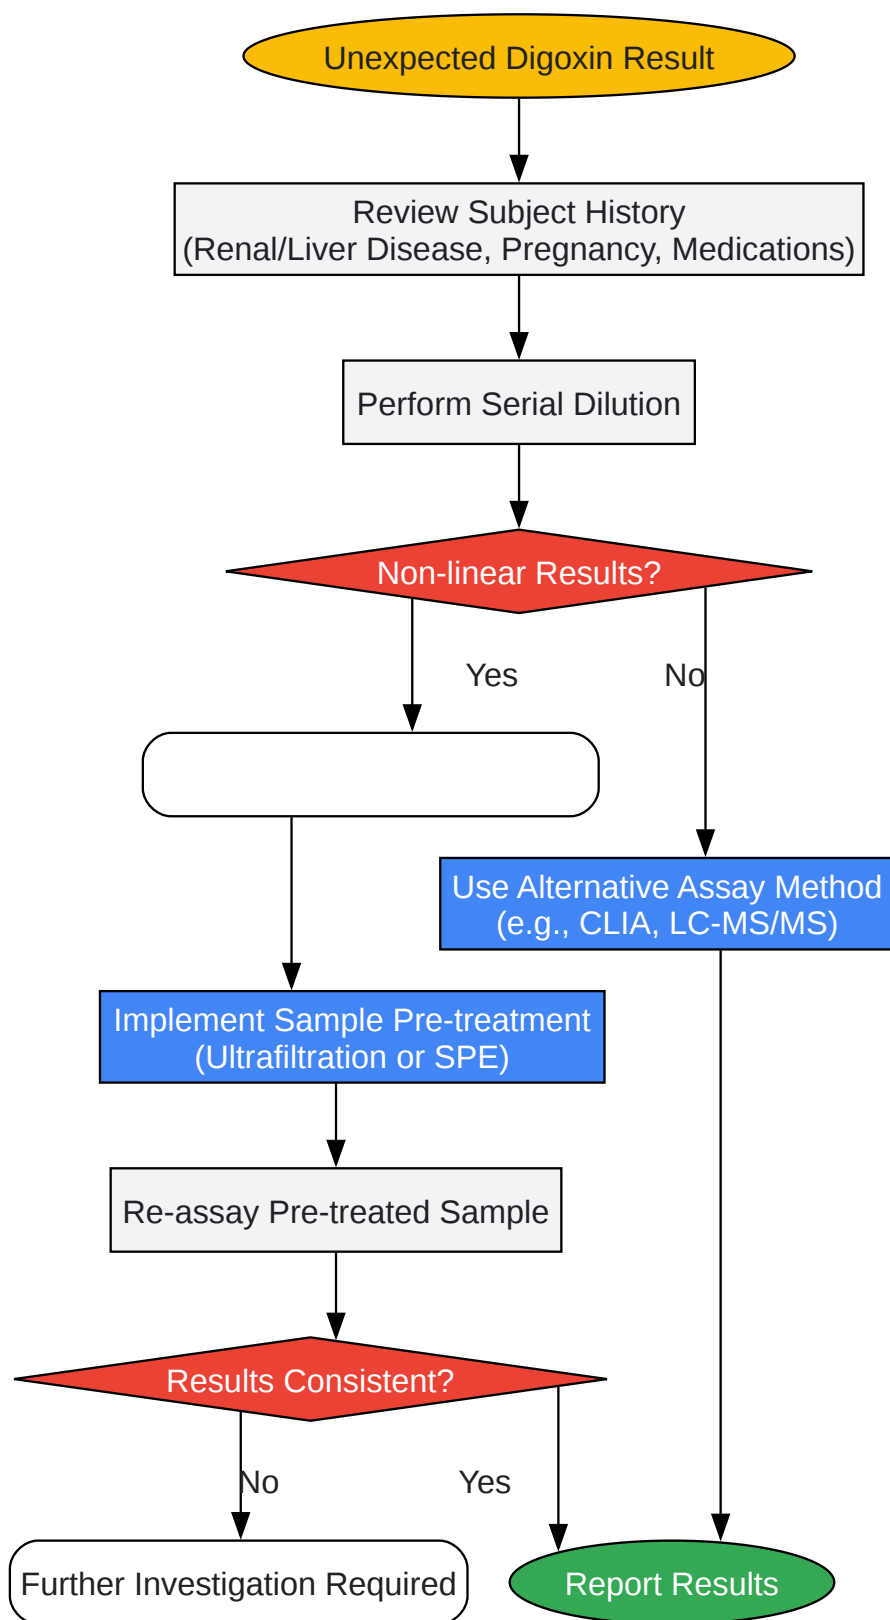 Unexpected Digoxin Result
Review Subject History
(Renal/Liver Disease, Pregnancy, Medications)
Perform Serial Dilution
Non-linear Results?
Yes
No
Use Alternative Assay Method
(e.g., CLIA, LC-MS/MS)
Implement Sample Pre-treatment
(Ultrafiltration or SPE)
Re-assay Pre-treated Sample
Results Consistent?
No
Yes
Further Investigation Required
Report Results